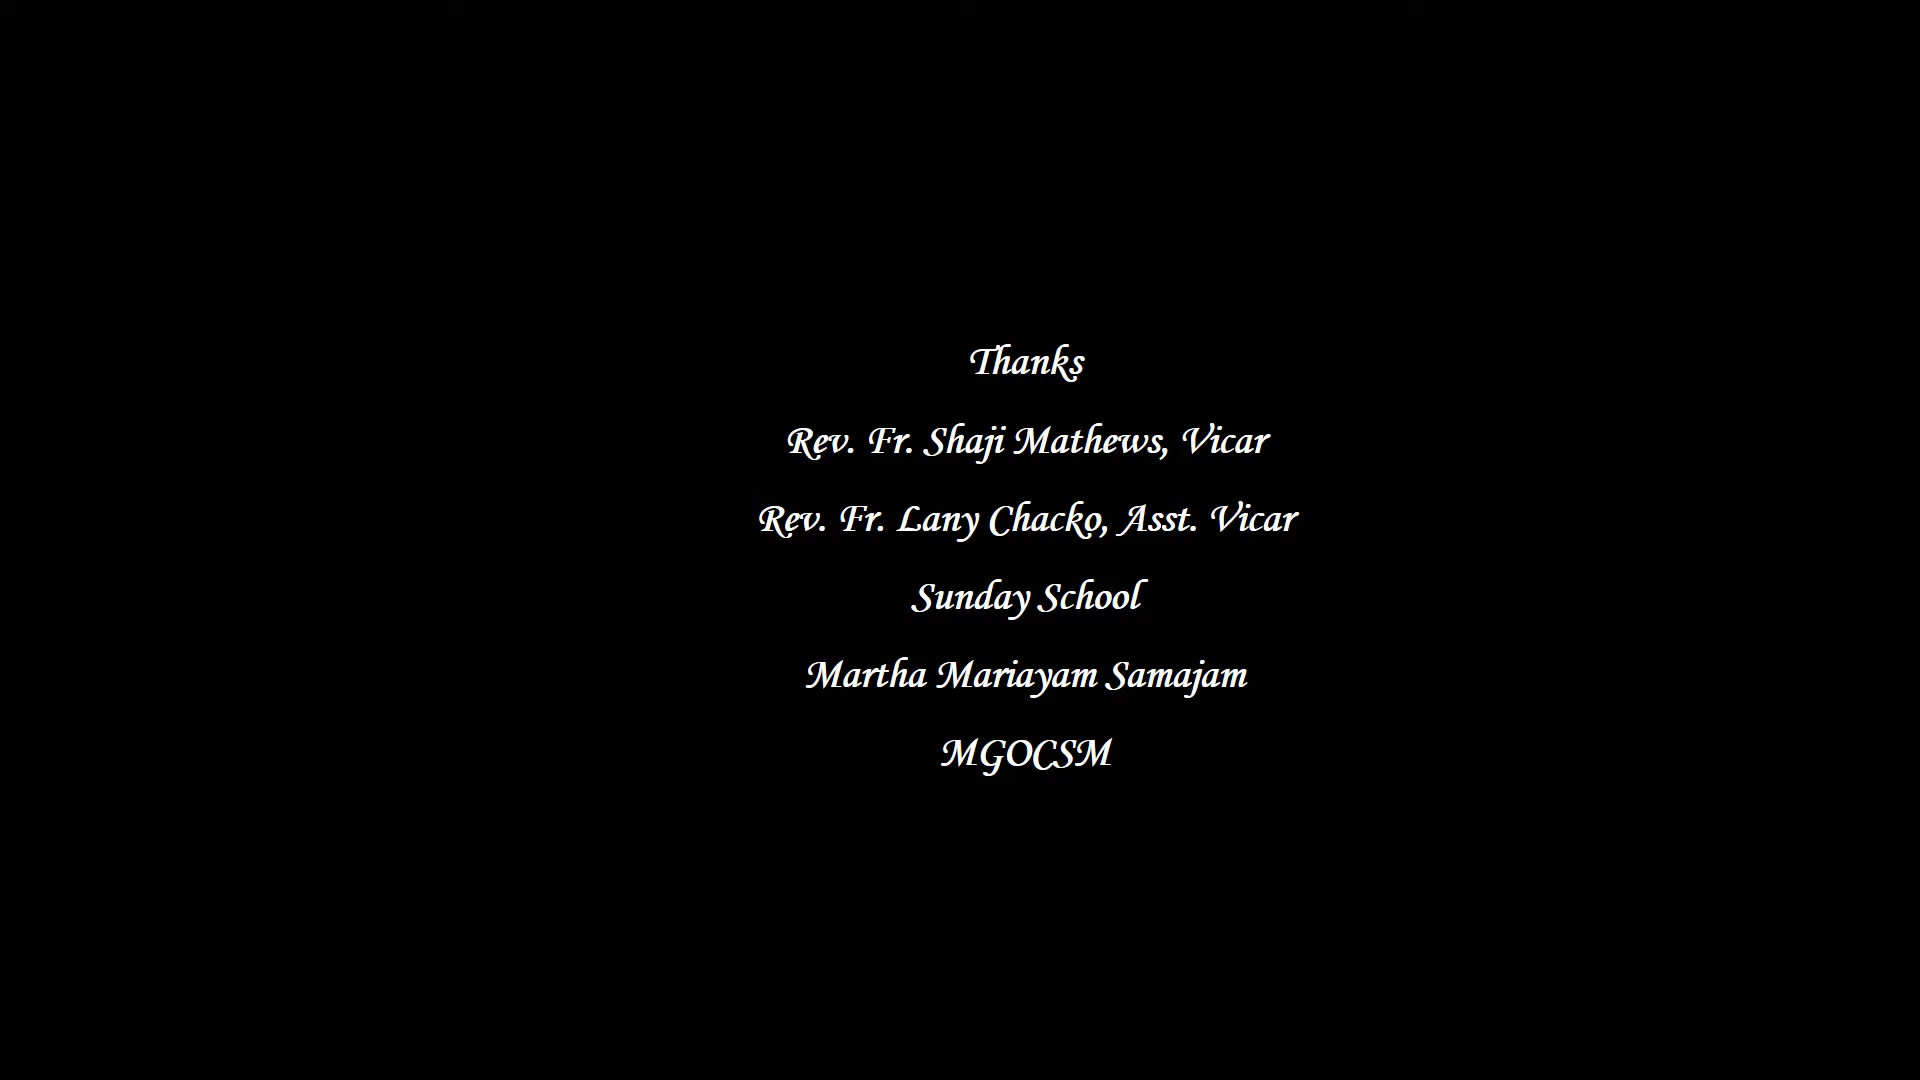 Thanks
Rev. Fr. Shaji Mathews, Vicar
Rev. Fr. Lany Chacko, Asst. Vicar
Sunday School
Martha Mariayam Samajam
MGOCSM